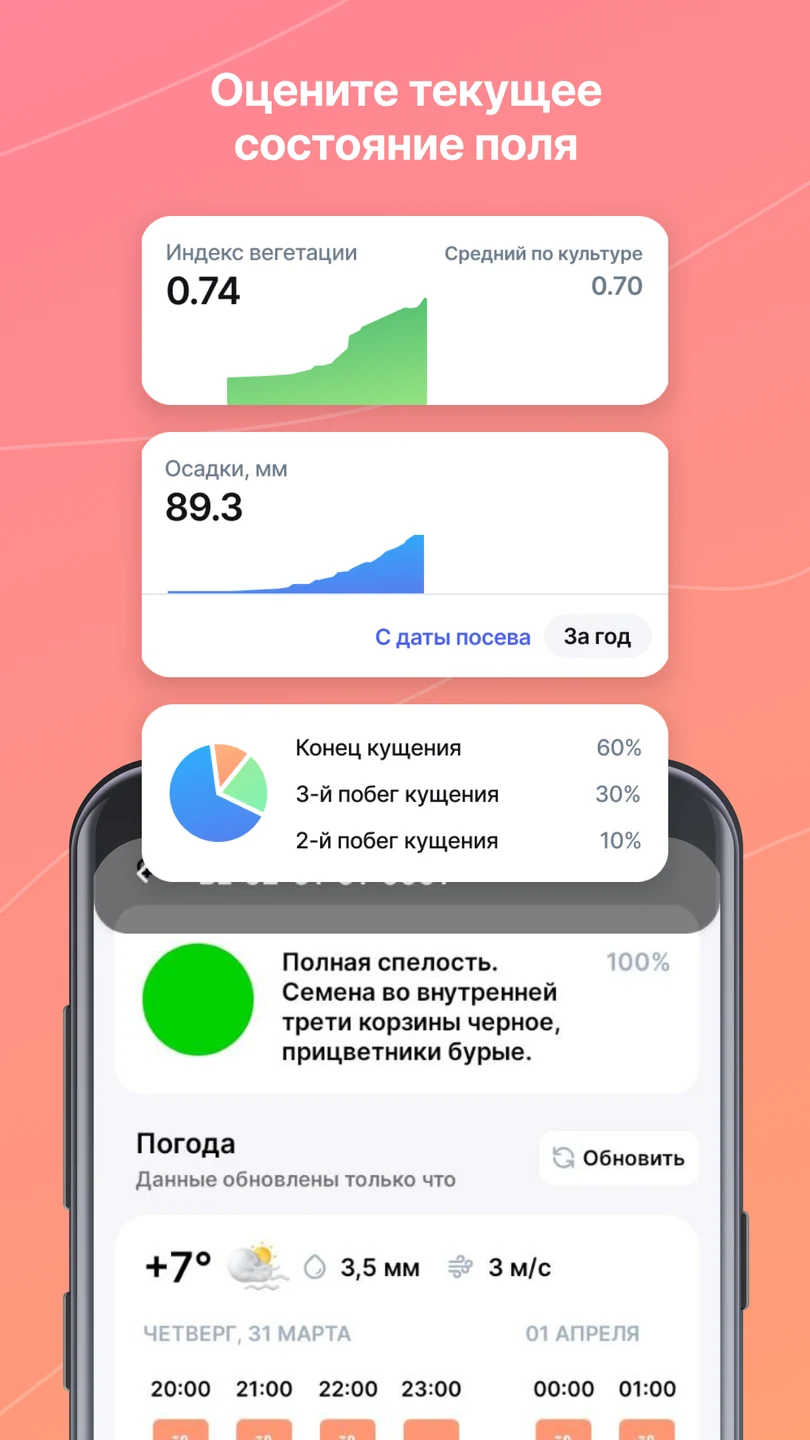 Оцените текущее
состояние поля
Индекс вегетации
0.74
Средний по культуре
0.70
Осадки, мм
89.3
С даты посева
За год
Конец кущения 60%
3-й побег кущения 30%
2-й побег кущения 10%
Полная спелость. 100%
Семена во внутренней
трети корзины черное,
прицветники бурые.
Погода
Данные обновлены только что
Обновить
+7° 3,5 мм 3 м/с
ЧЕТВЕРГ, 31 МАРТА 01 АПРЕЛЯ
20:00 21:00 22:00 23:00 00:00 01:00